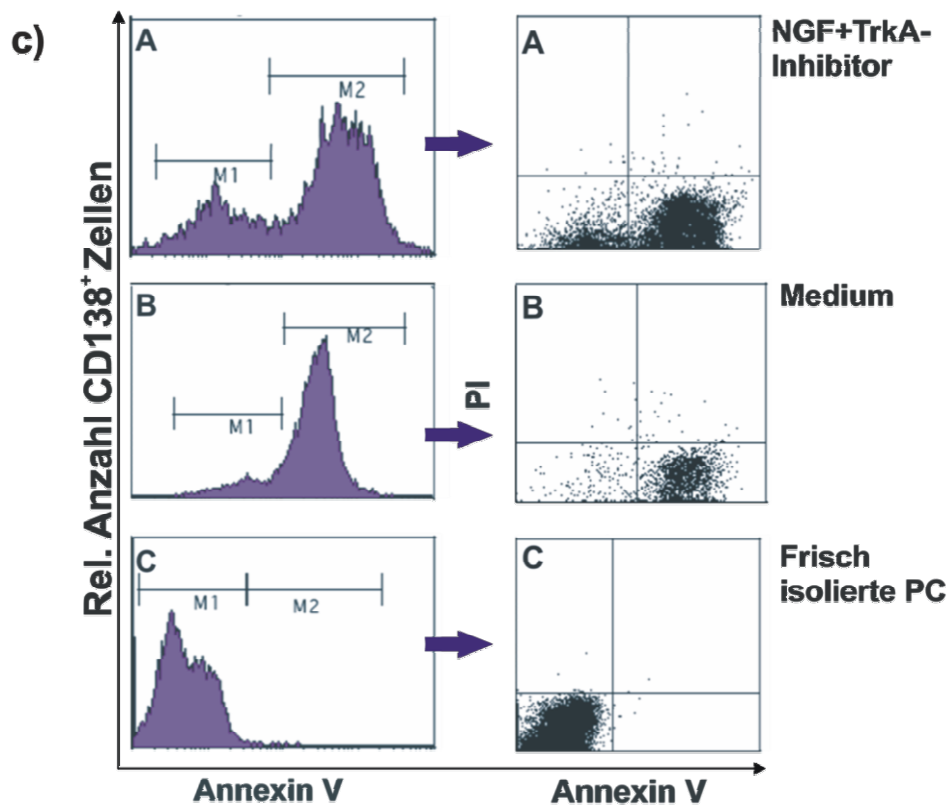 c)
A
M1
M2
A
NGF+TrkA-
Inhibitor
Rel. Anzahl CD138+ Zellen
B
M1
M2
PI
B
Medium
C
M1
M2
C
Frisch
isolierte PC
Annexin V
Annexin V